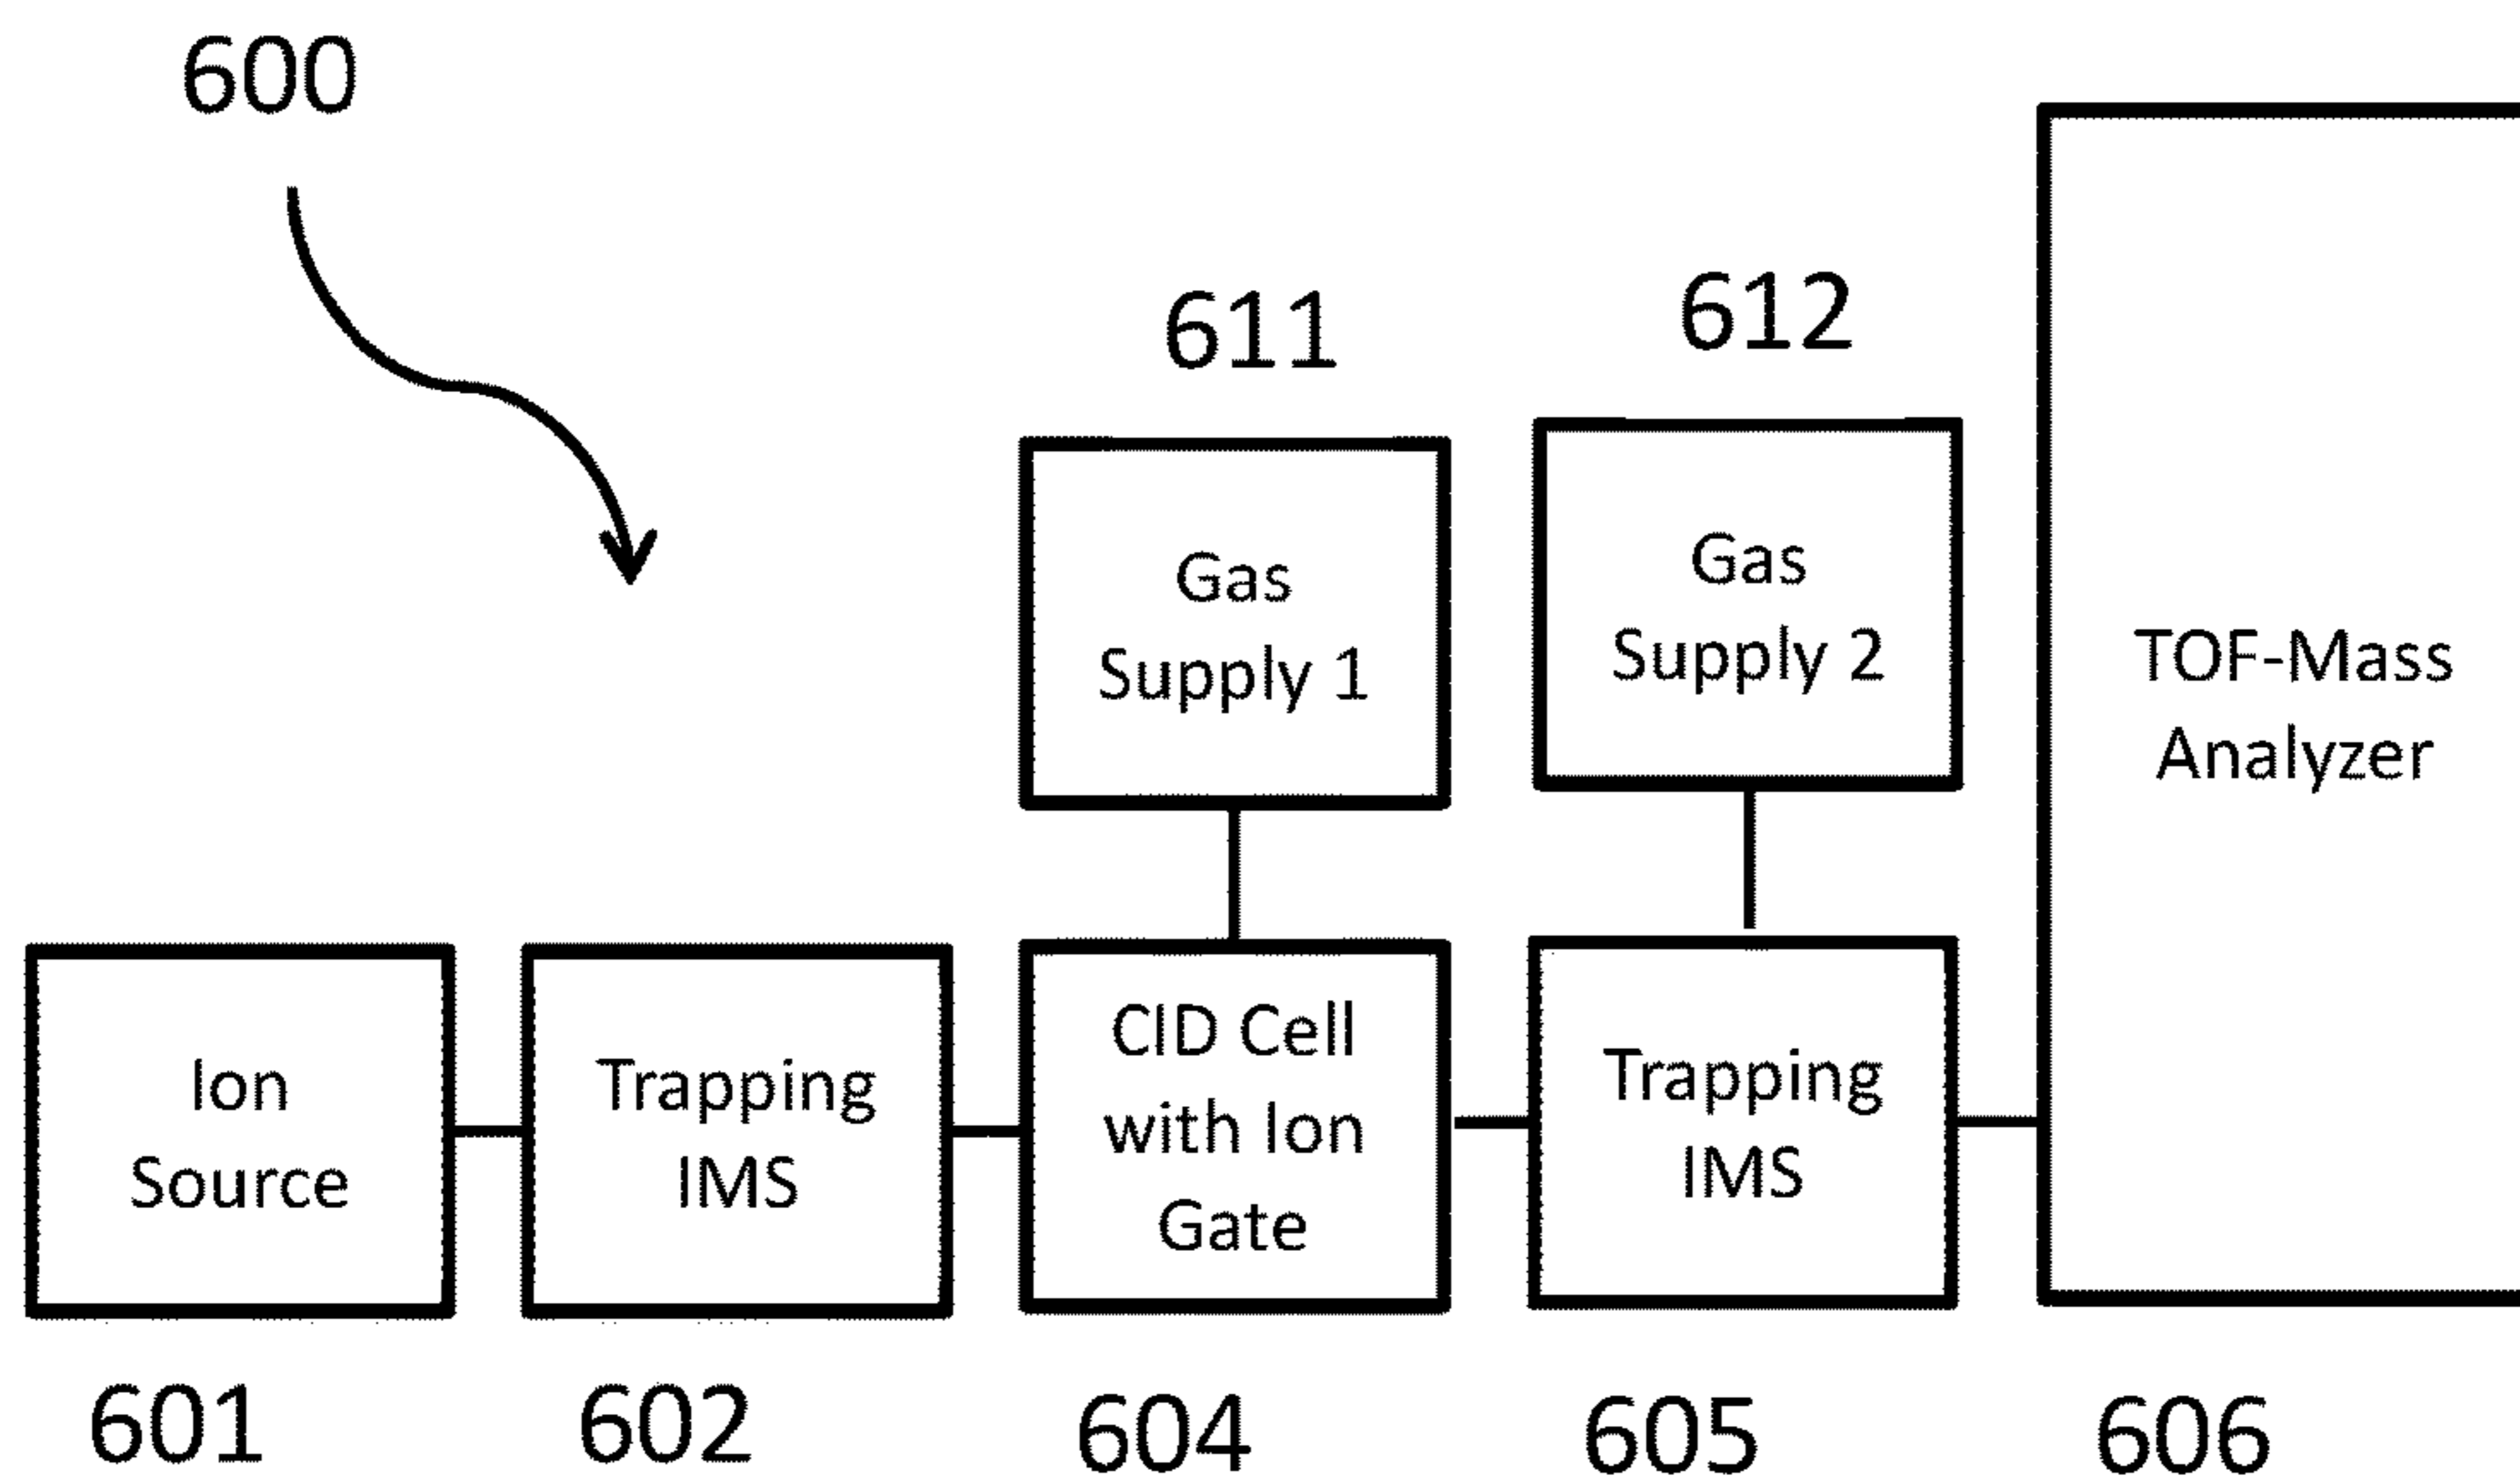 600
611
612
Gas
Supply 1
Gas
Supply 2
TOF-Mass
Analyzer
Ion
Source
Trapping
IMS
CID Cell
with Ion
Gate
Trapping
IMS
601
602
604
605
606